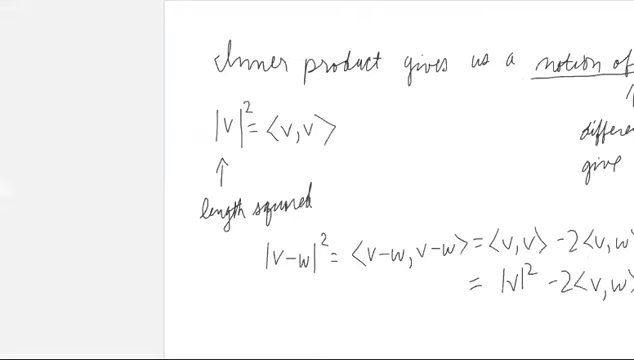 Inner product gives us a notion of
|v|² = <v,v>
differe
give
↑
length squared
|v-w|² = <v-w, v-w> = <v,v> -2<v,w>
= |v|² -2<v,w>